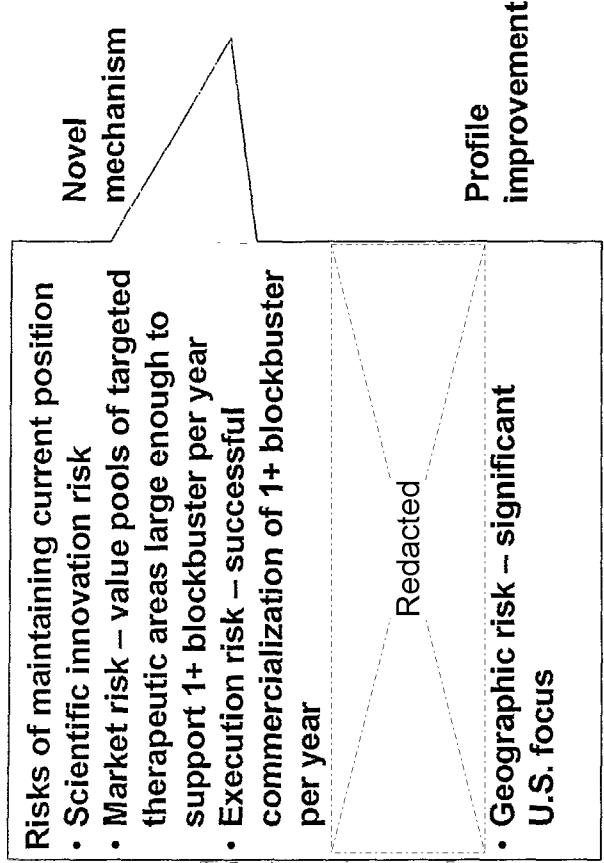 Risks of maintaining current position
• Scientific innovation risk
• Market risk – value pools of targeted
therapeutic areas large enough to
support 1+ blockbuster per year
• Execution risk – successful
commercialization of 1+ blockbuster
per year
Redacted
• Geographic risk – significant
U.S. focus
Novel
mechanism
Profile
improvement